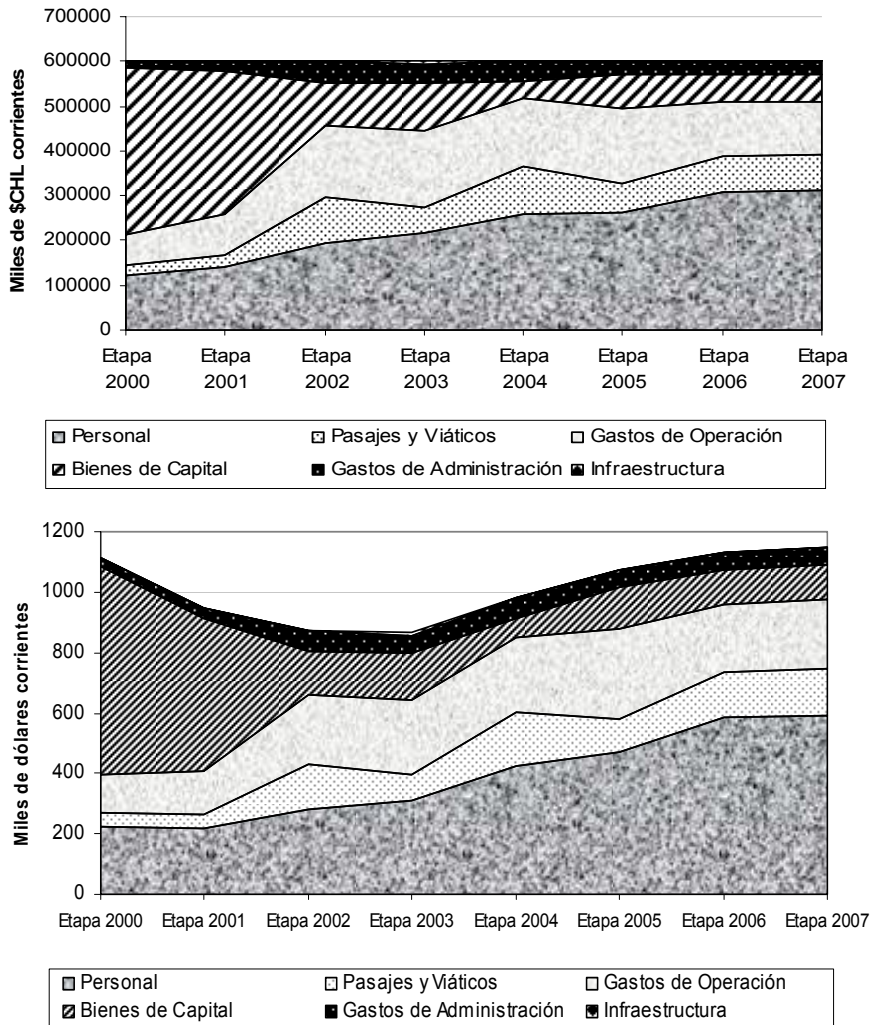 700000
600000
500000
400000
300000
200000
100000
0
Miles de $CHL corrientes
Etapa 2000
Etapa 2001
Etapa 2002
Etapa 2003
Etapa 2004
Etapa 2005
Etapa 2006
Etapa 2007
Personal Pasajes y Viáticos Gastos de Operación
Bienes de Capital Gastos de Administración Infraestructura
1200
1000
800
600
400
200
0
Miles de dólares corrientes
Etapa 2000 Etapa 2001 Etapa 2002 Etapa 2003 Etapa 2004 Etapa 2005 Etapa 2006 Etapa 2007
Personal Pasajes y Viáticos Gastos de Operación
Bienes de Capital Gastos de Administración Infraestructura